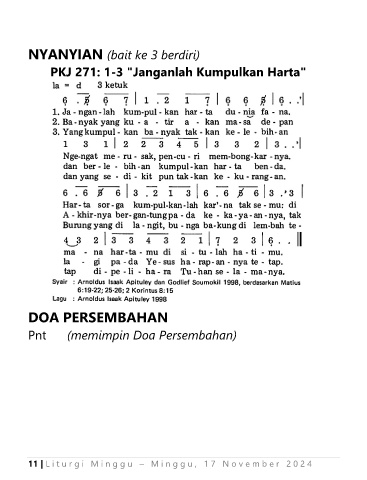 NYANYIAN (bait ke 3 berdiri)
PKJ 271: 1-3 "Janganlah Kumpulkan Harta"
la = d 3 ketuk
6 . 5 6 7 | 1 . 2 1 7 | 6 6 5 | 6 . . '|
1. Ja - ngan - lah kum - pul - kan har - ta du - nia fa - na.
2. Ba - nyak yang ku - a - tir a - kan ma - sa de - pan
3. Yang kumpul - kan ba - nyak tak - kan ke - le - bih - an
1 3 1 | 2 2 3 4 5 | 3 3 2 | 3 . . '|
Nge - ngat me - ru - sak, pen - cu - ri mem - bong - kar - nya.
dan ber - le - bih - an kumpul - kan har - ta ben - da.
dan yang se - di - kit pun tak - kan ke - ku - rang - an.
6 . 6 5 6 | 3 . 2 1 3 | 6 . 6 5 6 | 3 . ' 3 |
Har - ta sor - ga kumpul - kan - lah kar' - na tak se - mu: di
A - khir - nya ber - gan - tung pa - da ke - ka - ya - an - nya, tak
Burung yang di la - ngit, bu - nga ba - kung di lem - bah te -
4 3 2 | 3 3 4 3 2 1 | 7 2 3 | 6 . . ||
ma - na har - ta - mu di si - tu - lah ha - ti - mu.
la - gi pa - da Ye - sus ha - rap - an - nya te - tap.
tap di - pe - li - ha - ra Tu - han se - la - ma - nya.
Syair : Arnoldus Isaak Apituley dan Godlief Soumokil 1998, berdasarkan Matius
6:19-22; 25-26; 2 Korintus 8:15
Lagu : Arnoldus Isaak Apituley 1998
DOA PERSEMBAHAN
Pnt (memimpin Doa Persembahan)
11 | Liturgi Minggu – Minggu, 17 November 2024